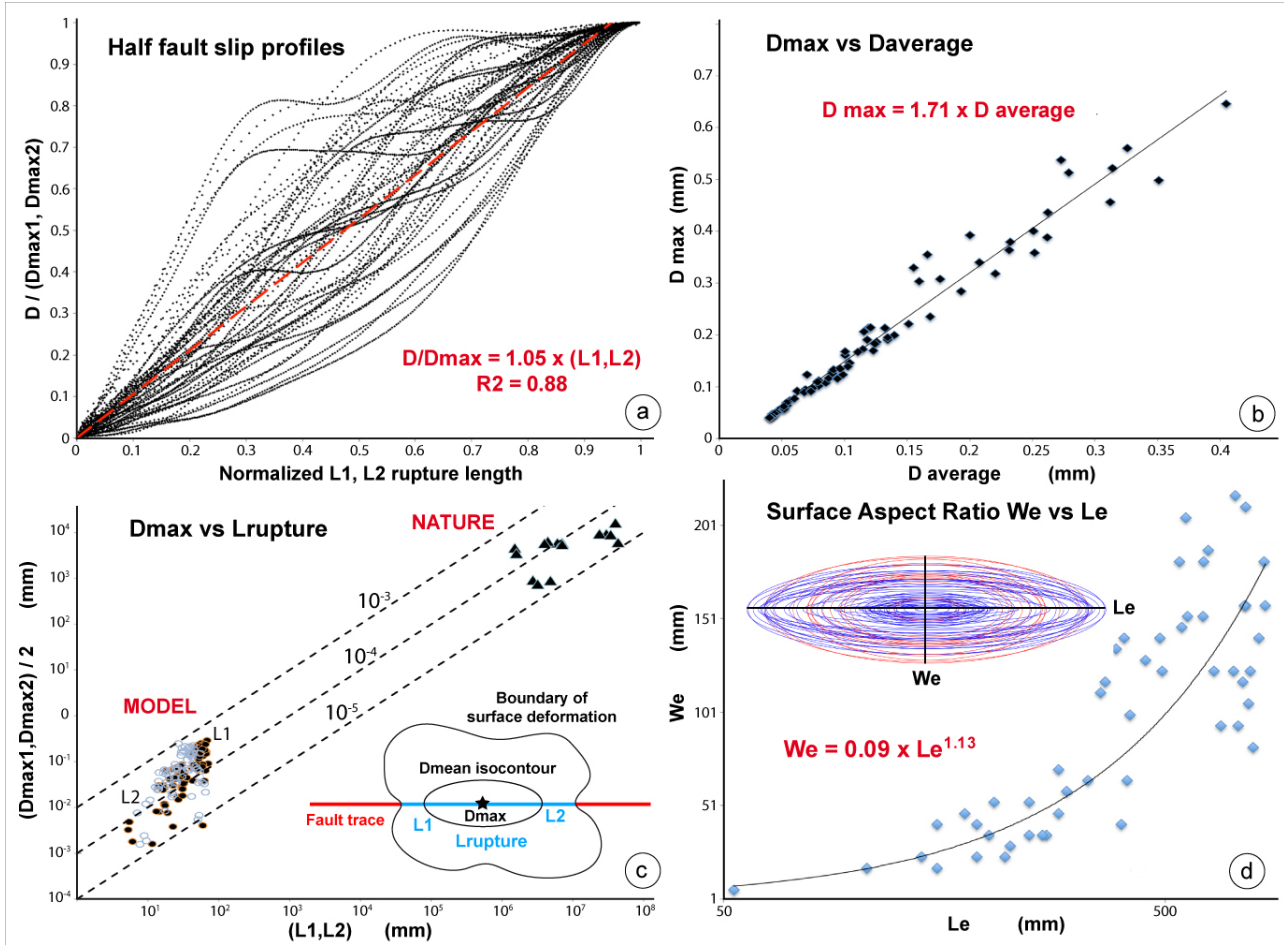 Half fault slip profiles
1
0.9
0.8
0.7
0.6
0.5
0.4
0.3
0.2
0.1
0
D / (Dmax1, Dmax2)
D/Dmax = 1.05 x (L1,L2)
R2 = 0.88
a
0 0.1 0.2 0.3 0.4 0.5 0.6 0.7 0.8 0.9 1
Normalized L1, L2 rupture length
Dmax vs Daverage
D max = 1.71 x D average
0.7
0.6
0.5
0.4
0.3
0.2
0.1
0
D max (mm)
b
0.05 0.1 0.15 0.2 0.25 0.3 0.35 0.4
D average (mm)
Dmax vs Lrupture
NATURE
MODEL
10⁴
10³
10²
10¹
0
10⁻¹
10⁻²
10⁻³
10⁻⁴
(Dmax1,Dmax2) / 2 (mm)
10⁻³
10⁻⁴
10⁻⁵
L1
L2
Boundary of
surface deformation
Dmean isocontour
Dmax
Fault trace
L1
L2
Lrupture
c
10¹ 10² 10³ 10⁴ 10⁵ 10⁶ 10⁷ 10⁸
(L1,L2) (mm)
Surface Aspect Ratio We vs Le
Le
We
We = 0.09 x Le¹·¹³
201
151
101
51
1
We (mm)
d
50 500
Le (mm)